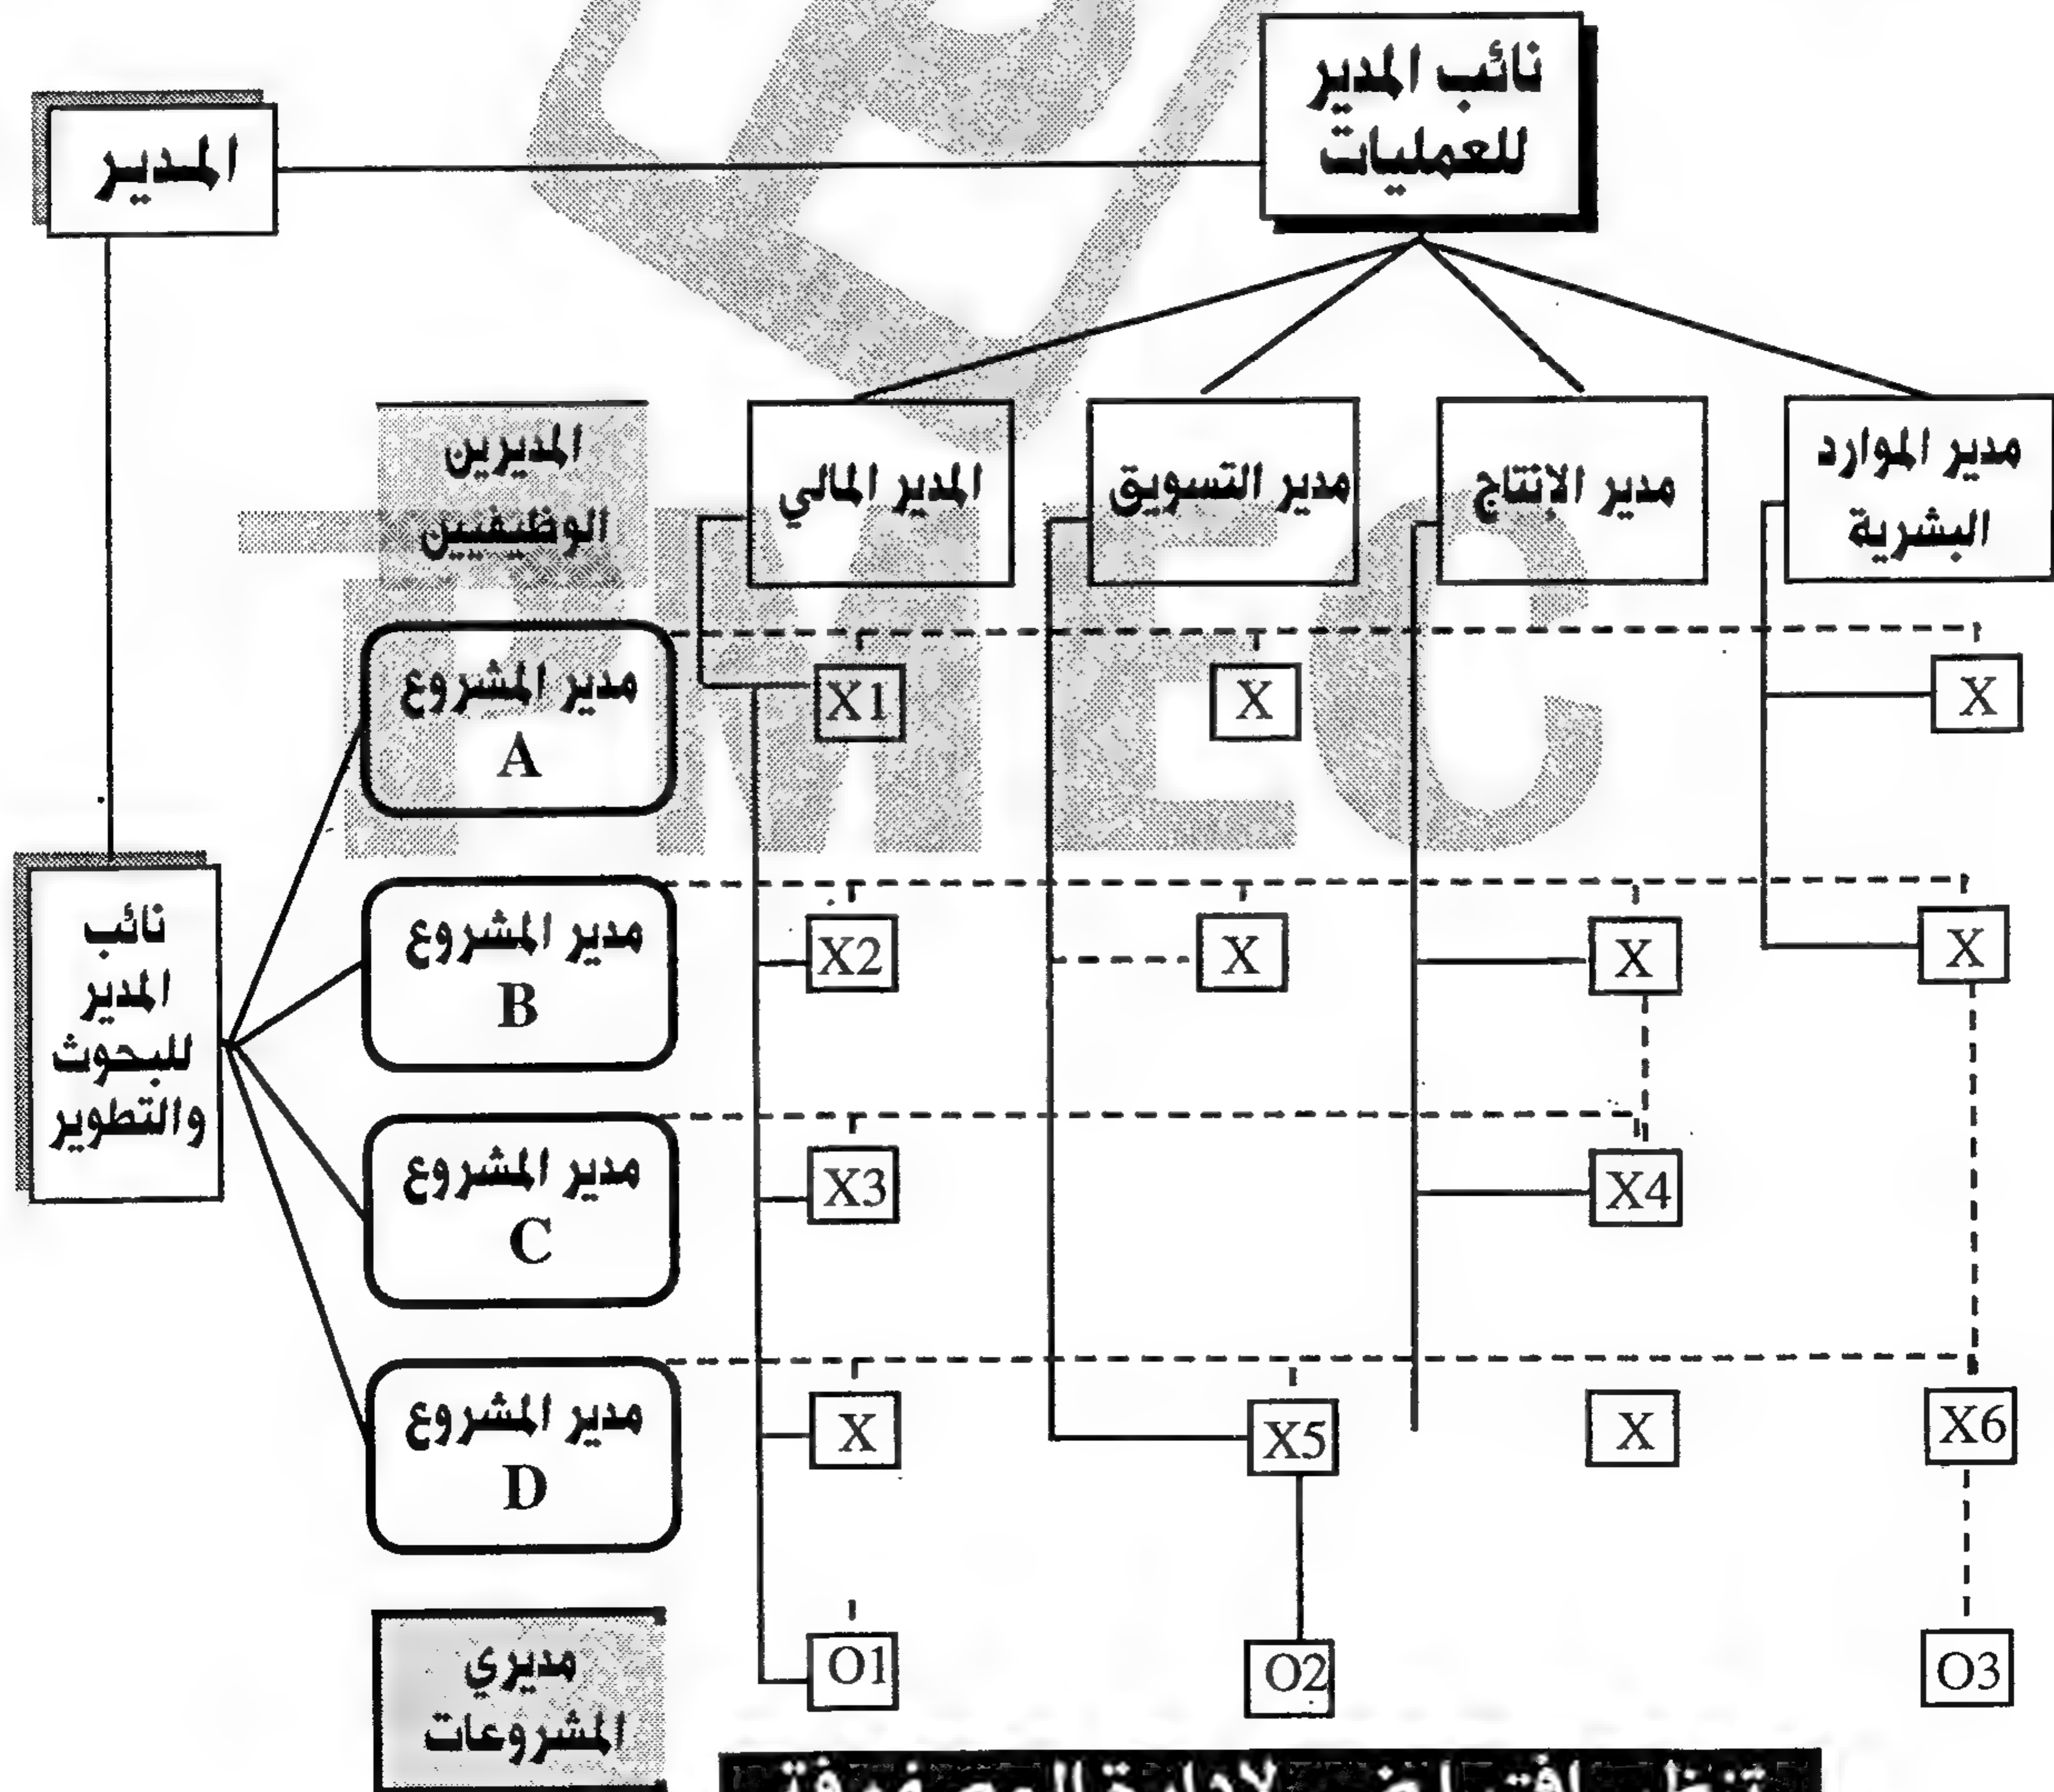 نائب المدير
للعمليات
المدير
المديرين
الوظيفيين
المدير المالي
مدير التسويق
مدير الإنتاج
مدير الموارد
البشرية
مدير المشروع
A
X1
X
X
نائب
المدير
للبحوث
والتطوير
مدير المشروع
B
X2
X
X
X
مدير المشروع
C
X3
X4
مدير المشروع
D
X
X5
X
X6
مديري
المشروعات
O1
O2
O3
PMEC